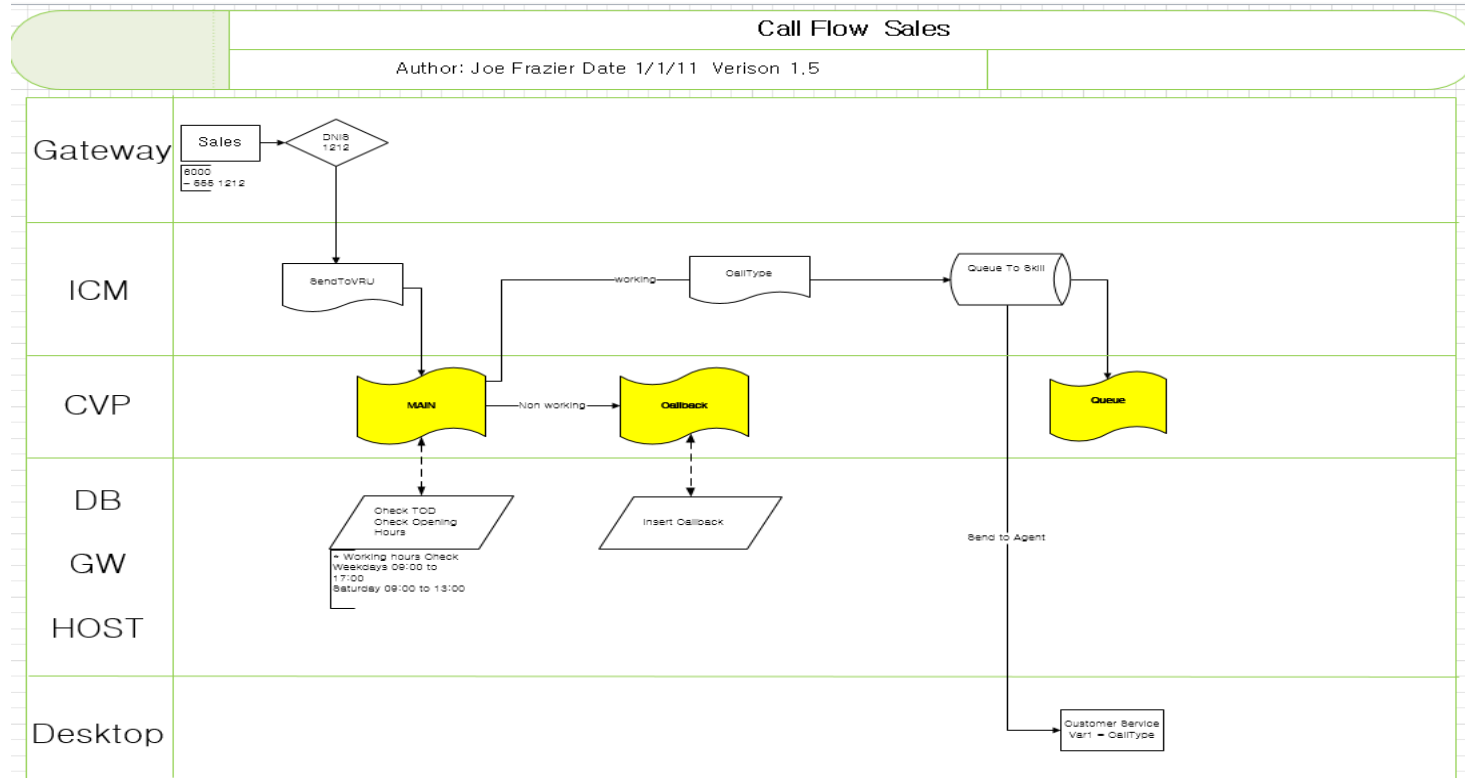 Call Flow Sales
Author: Joe Frazier Date 1/1/11 Verison 1.5
Gateway
Sales
DNIS
1212
6000
- 555 1212
ICM
SendToVRU
working
CallType
Queue To Skill
CVP
MAIN
Non working
Callback
Queue
DB
GW
HOST
Check TOD
Check Opening
Hours
- Working hours Check
Weekdays 09:00 to
17:00
Saturday 09:00 to 13:00
Insert Callback
Send to Agent
Desktop
Customer Service
Var1 = CallType